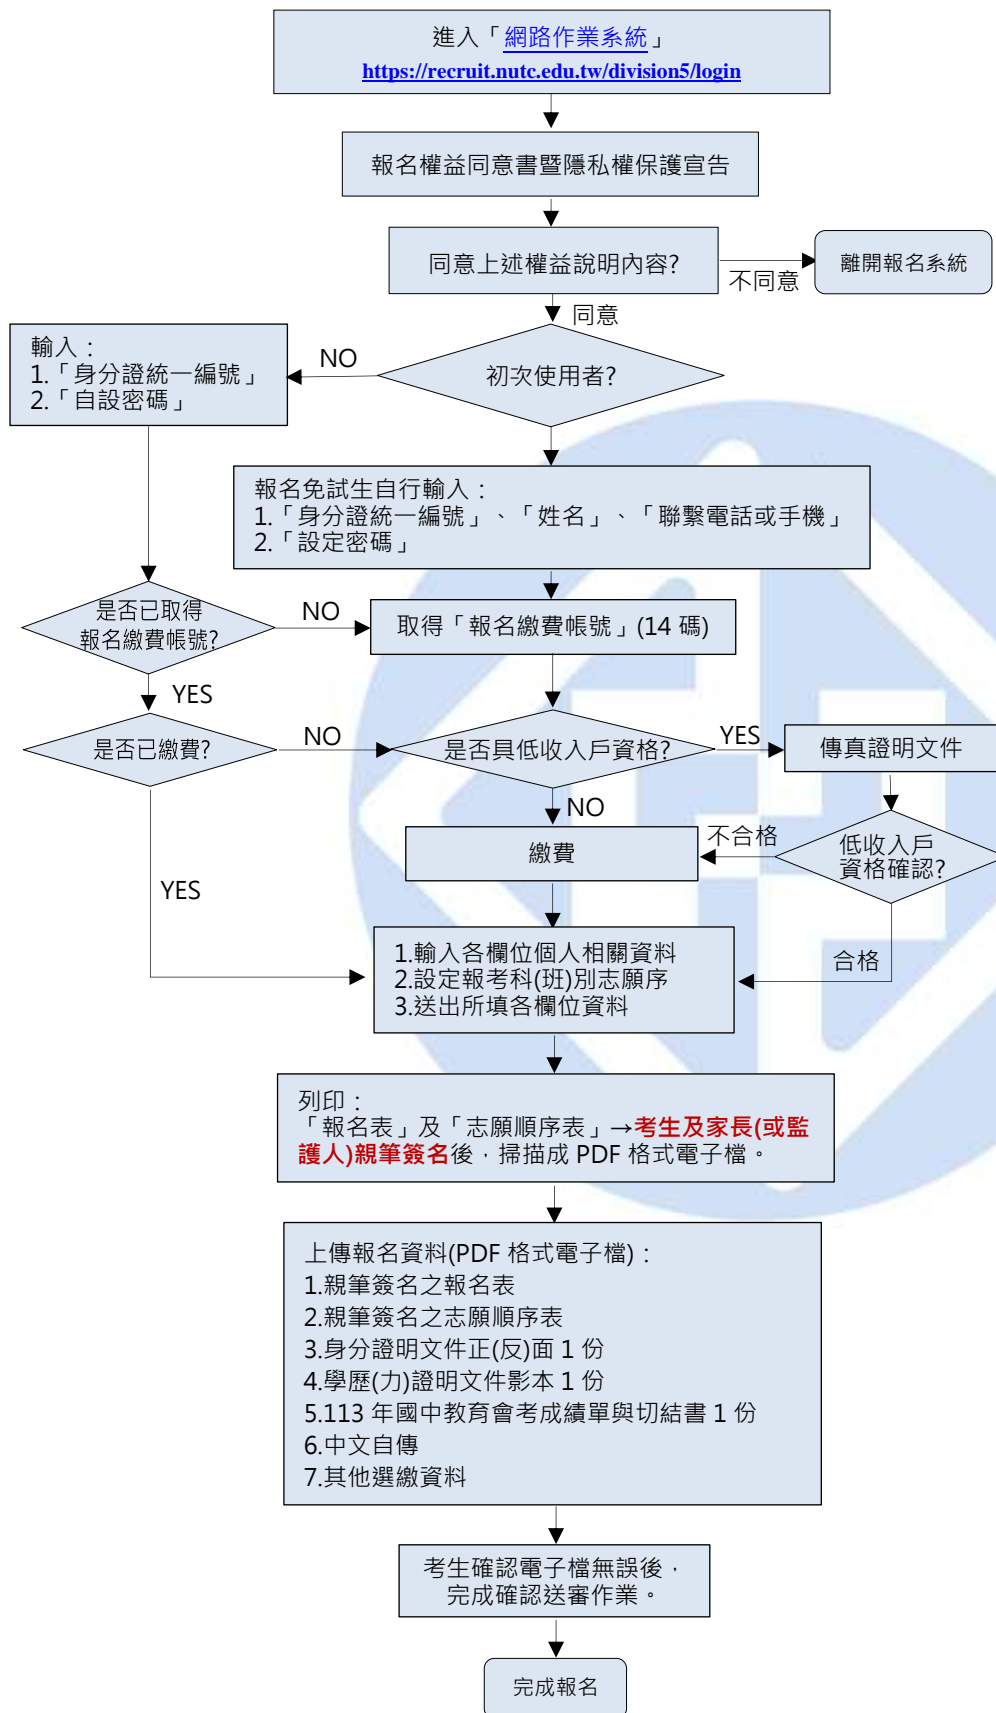 進入「網路作業系統」
https://recruit.nutc.edu.tw/division5/login
報名權益同意書暨隱私權保護宣告
同意上述權益說明內容?
不同意
離開報名系統
同意
初次使用者?
NO
輸入：
1.「身分證統一編號」
2.「自設密碼」
報名免試生自行輸入：
1.「身分證統一編號」、「姓名」、「聯繫電話或手機」
2.「設定密碼」
是否已取得
報名繳費帳號?
NO
取得「報名繳費帳號」(14 碼)
YES
是否已繳費?
NO
是否具低收入戶資格?
YES
傳真證明文件
NO
繳費
不合格
低收入戶
資格確認?
YES
合格
1.輸入各欄位個人相關資料
2.設定報考科(班)別志願序
3.送出所填各欄位資料
列印：
「報名表」及「志願順序表」→考生及家長(或監
護人)親筆簽名後，掃描成 PDF 格式電子檔。
上傳報名資料(PDF 格式電子檔)：
1.親筆簽名之報名表
2.親筆簽名之志願順序表
3.身分證明文件正(反)面 1 份
4.學歷(力)證明文件影本 1 份
5.113 年國中教育會考成績單與切結書 1 份
6.中文自傳
7.其他選繳資料
考生確認電子檔無誤後，
完成確認送審作業。
完成報名